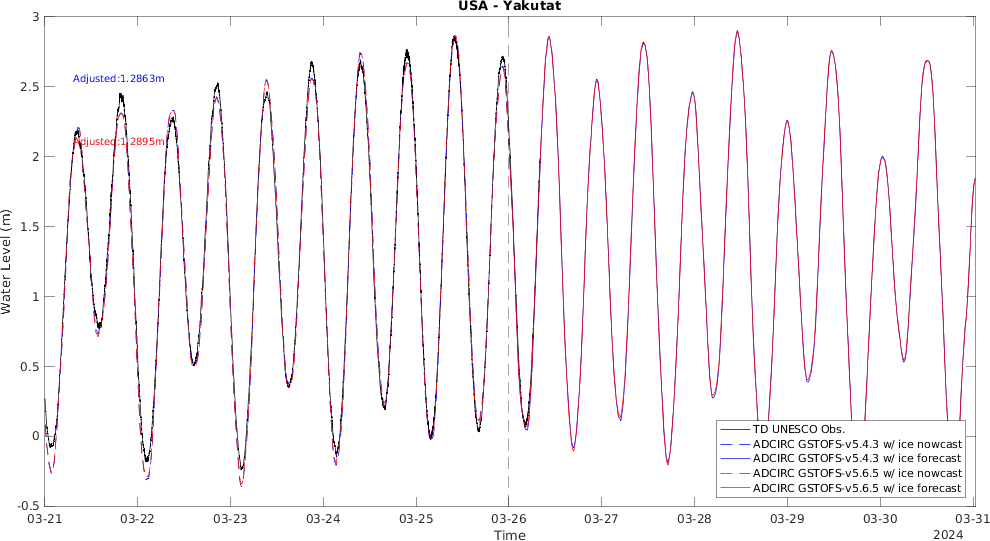 USA - Yakutat
3
2.5
2
1.5
1
0.5
0
-0.5
Water Level (m)
Adjusted:1.2863m
Adjusted:1.2895m
TD UNESCO Obs.
ADCIRC GSTOFS-v5.4.3 w/ ice nowcast
ADCIRC GSTOFS-v5.4.3 w/ ice forecast
ADCIRC GSTOFS-v5.6.5 w/ ice nowcast
ADCIRC GSTOFS-v5.6.5 w/ ice forecast
03-21 03-22 03-23 03-24 03-25 03-26 03-27 03-28 03-29 03-30 03-31
Time
2024